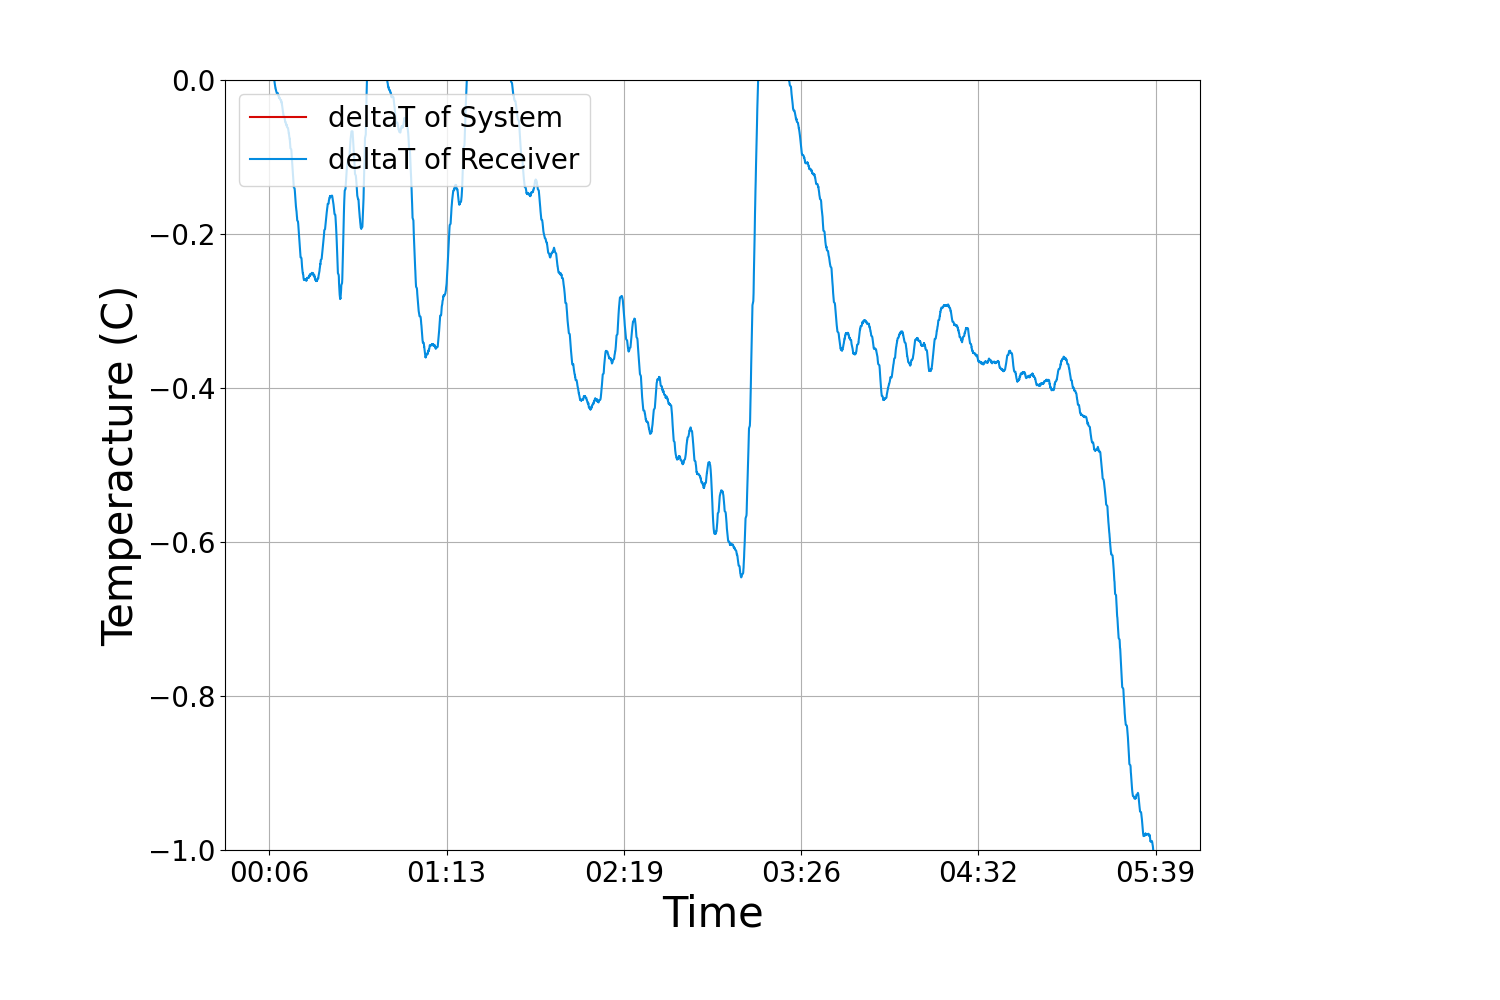 0.0
−0.2
−0.4
−0.6
−0.8
−1.0
Temperacture (C)
deltaT of System
deltaT of Receiver
00:06 01:13 02:19 03:26 04:32 05:39
Time